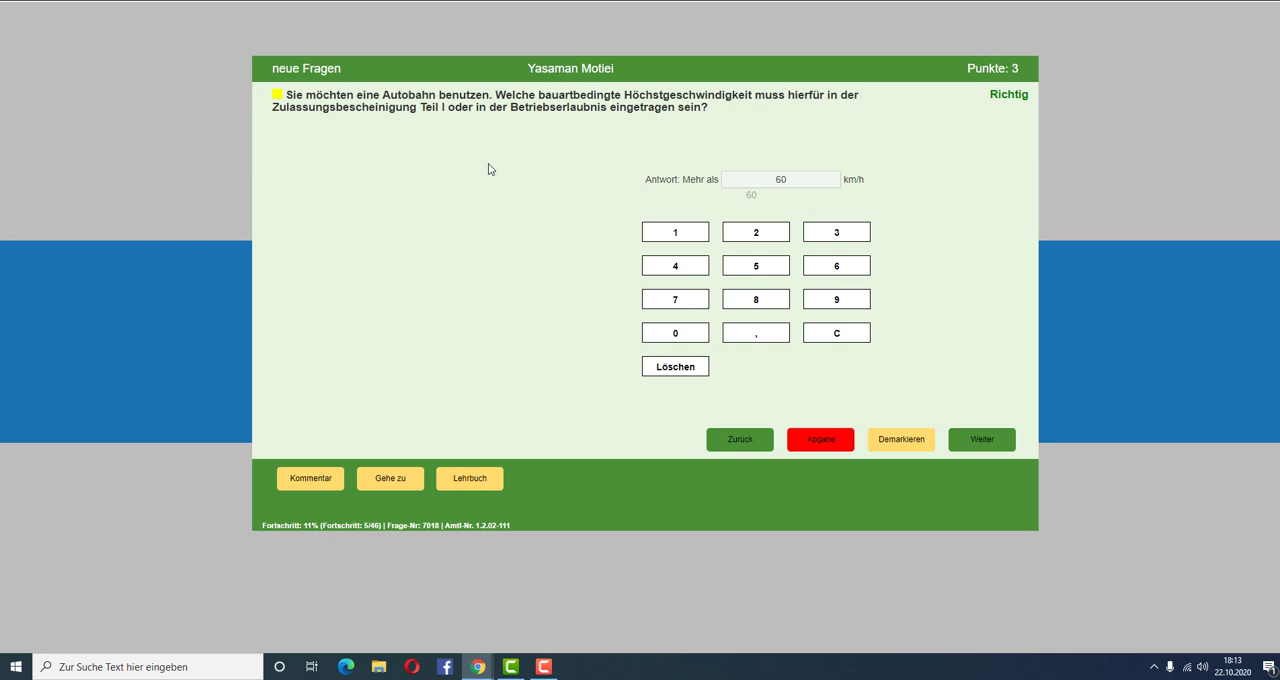 neue Fragen Yasaman Motiei Punkte: 3
Sie möchten eine Autobahn benutzen. Welche bauartbedingte Höchstgeschwindigkeit muss hierfür in der
Zulassungsbescheinigung Teil I oder in der Betriebserlaubnis eingetragen sein?
Richtig
Antwort: Mehr als 60 km/h
60
1 2 3
4 5 6
7 8 9
0 , C
Löschen
Zurück Abgabe Demarkieren Weiter
Kommentar Gehe zu Lehrbuch
Fortschritt: 11% (Fortschritt: 5/46) | Frage-Nr: 7018 | Amtl-Nr. 1.2.02-111
Zur Suche Text hier eingeben
18:13
22.10.2020